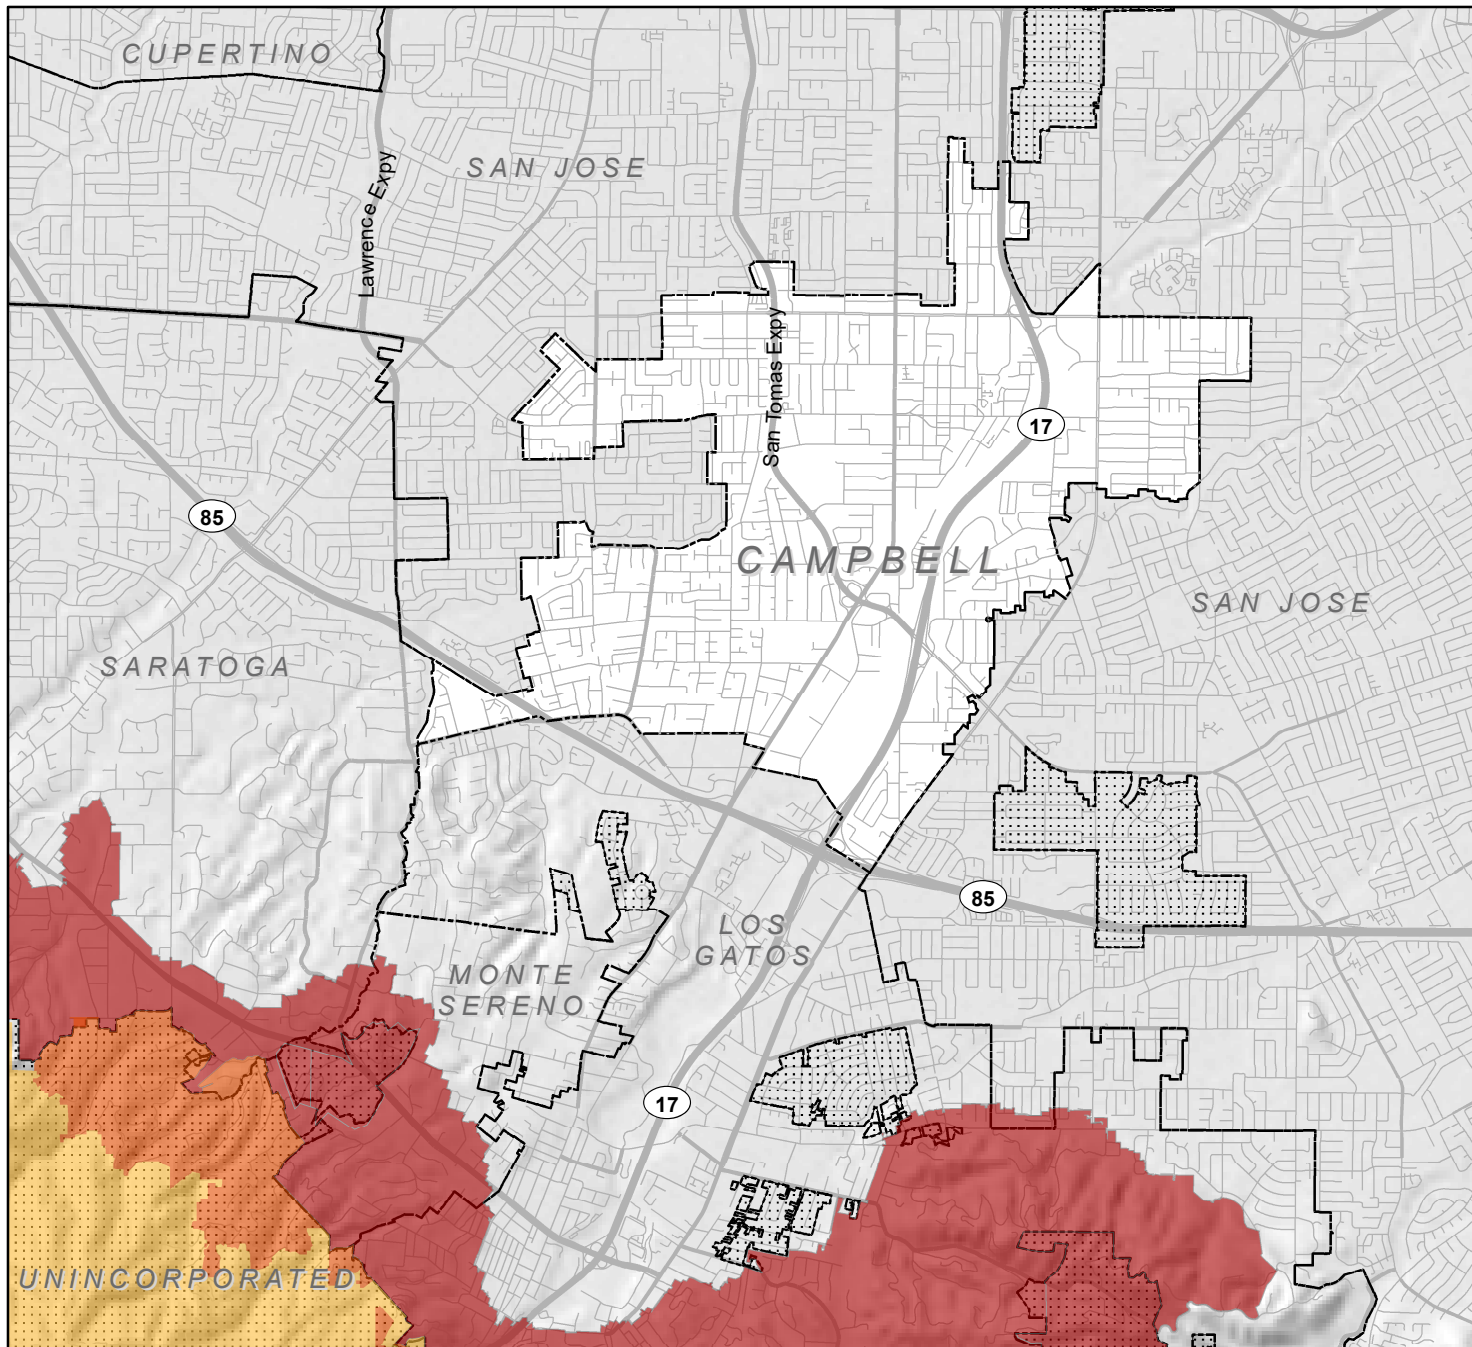 CUPERTINO
SAN JOSE
Lawrence Expy
San Tomas Expy
17
85
CAMPBELL
SAN JOSE
SARATOGA
85
LOS
GATOS
MONTE
SERENO
17
UNINCORPORATED